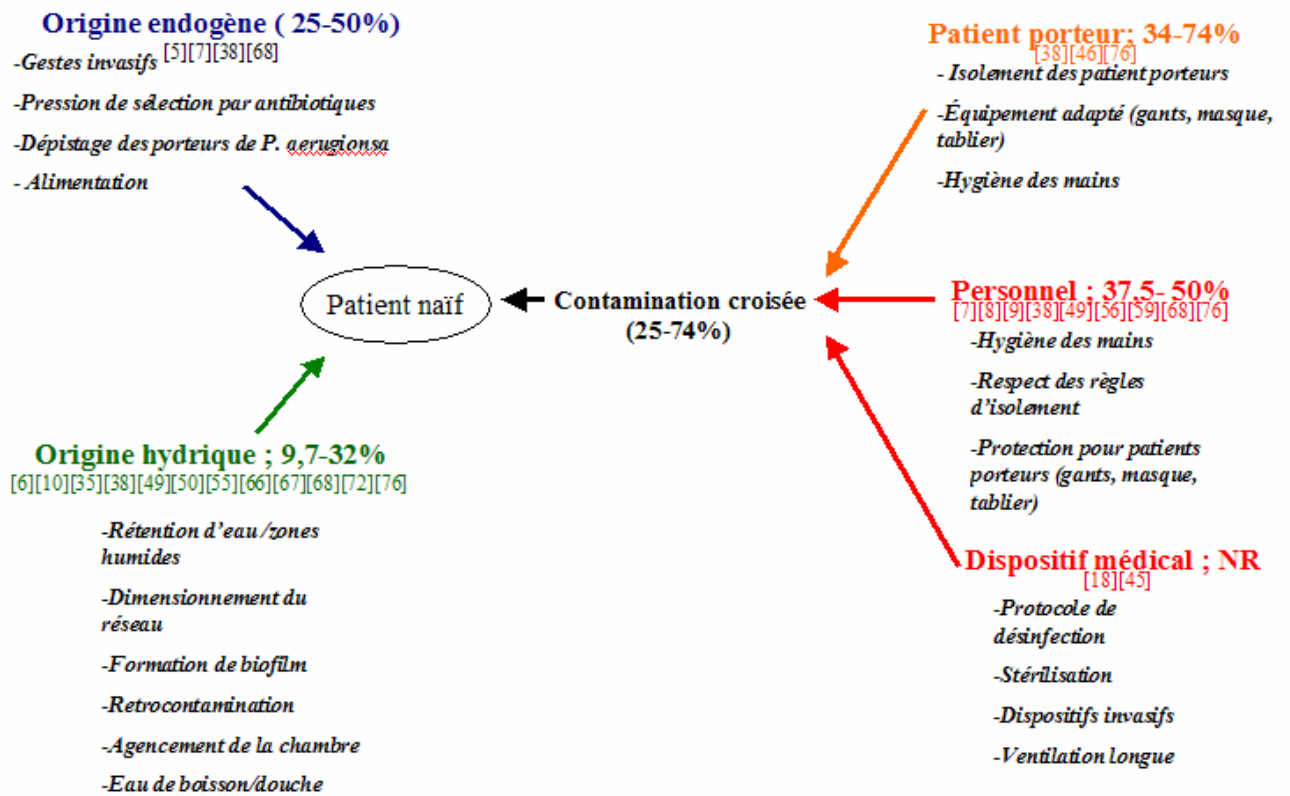 Origine endogène ( 25-50%)
[5][7][38][68]
-Gestes invasifs
-Pression de sélection par antibiotiques
-Dépistage des porteurs de P. aerugionsa
- Alimentation
Patient porteur; 34-74%
[38][46][76]
- Isolement des patient porteurs
-Équipement adapté (gants, masque,
tablier)
-Hygiène des mains
Patient naïf
Contamination croisée
(25-74%)
Personnel ; 37,5- 50%
[7][8][9][38][49][56][59][68][76]
-Hygiène des mains
-Respect des règles
d'isolement
-Protection pour patients
porteurs (gants, masque,
tablier)
Origine hydrique ; 9,7-32%
[6][10][35][38][49][50][55][66][67][68][72][76]
-Rétention d'eau /zones
humides
-Dimensionnement du
réseau
-Formation de biofilm
-Retrocontamination
-Agencement de la chambre
-Eau de boisson/douche
Dispositif médical ; NR
[18][45]
-Protocole de
désinfection
-Stérilisation
-Dispositifs invasifs
-Ventilation longue